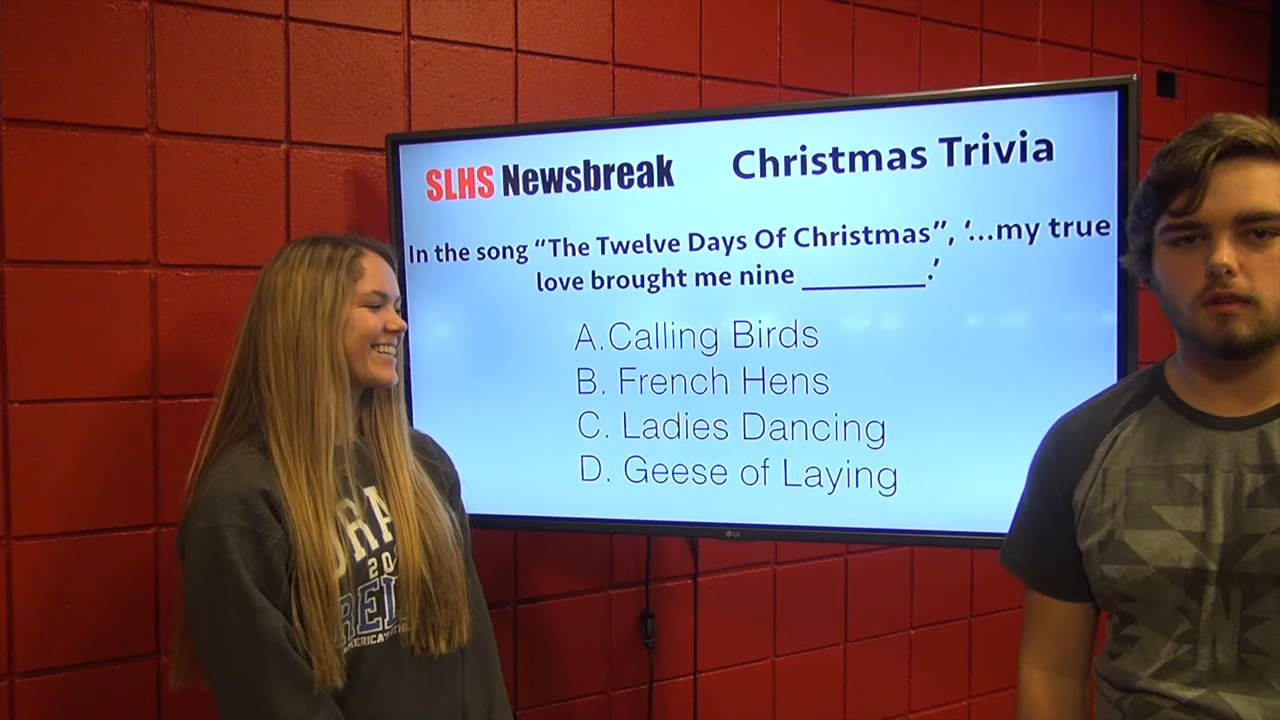 SLHS Newsbreak
Christmas Trivia
In the song “The Twelve Days Of Christmas”, ‘...my true
love brought me nine ________.’
A.Calling Birds
B. French Hens
C. Ladies Dancing
D. Geese of Laying
LG